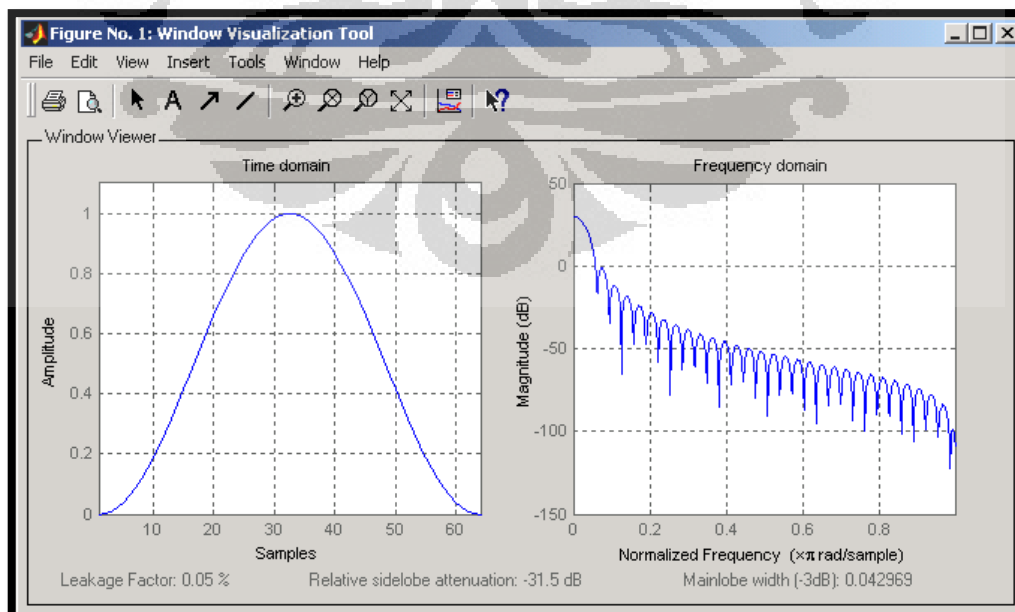 Figure No. 1: Window Visualization Tool
File Edit View Insert Tools Window Help
A
Window Viewer
Time domain
1
0.8
0.6
0.4
0.2
0
10 20 30 40 50 60
Amplitude
Samples
Frequency domain
50
0
-50
-100
-150
0 0.2 0.4 0.6 0.8
Magnitude (dB)
Normalized Frequency (×π rad/sample)
Leakage Factor: 0.05 %
Relative sidelobe attenuation: -31.5 dB
Mainlobe width (-3dB): 0.042969